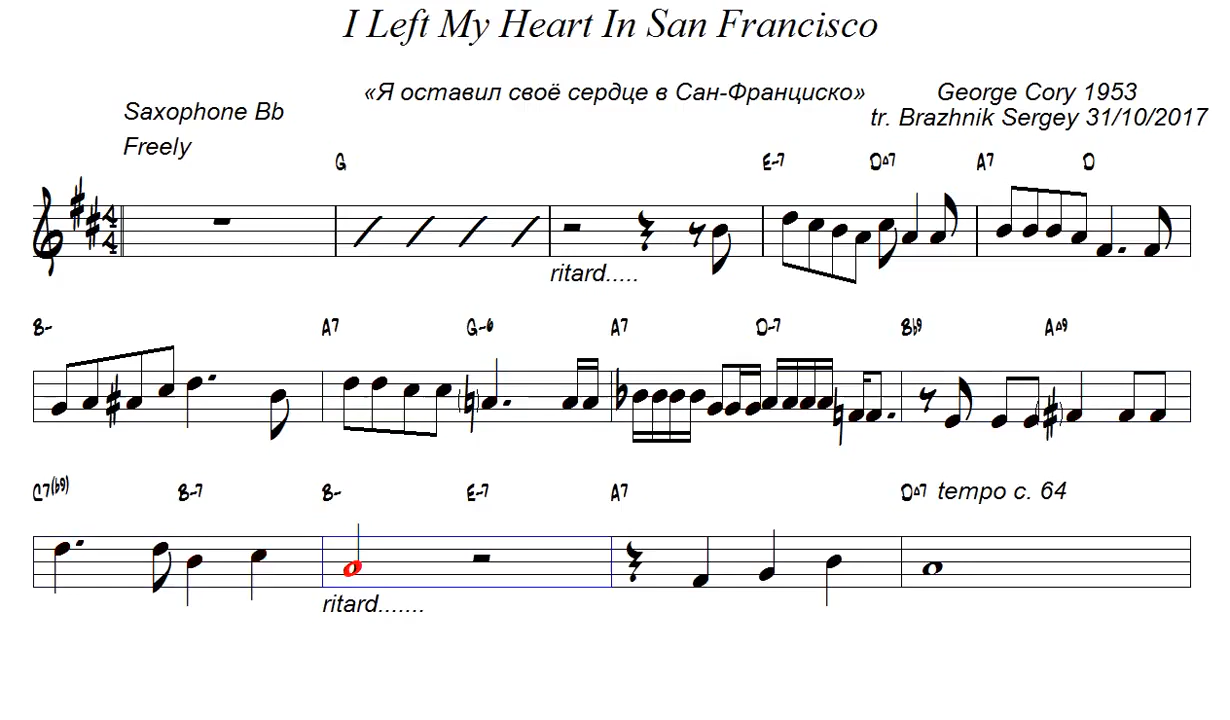 I Left My Heart In San Francisco
«Я оставил своё сердце в Сан-Франциско» George Cory 1953
Saxophone Bb
tr. Brazhnik Sergey 31/10/2017
Freely
G E-7 D∆7 A7 D
4/4
ritard.....
B- A7 G-6 A7 D-7 Bb9 A∆9
C7(b9) B-7 B- E-7 A7 D∆7 tempo c. 64
ritard.......